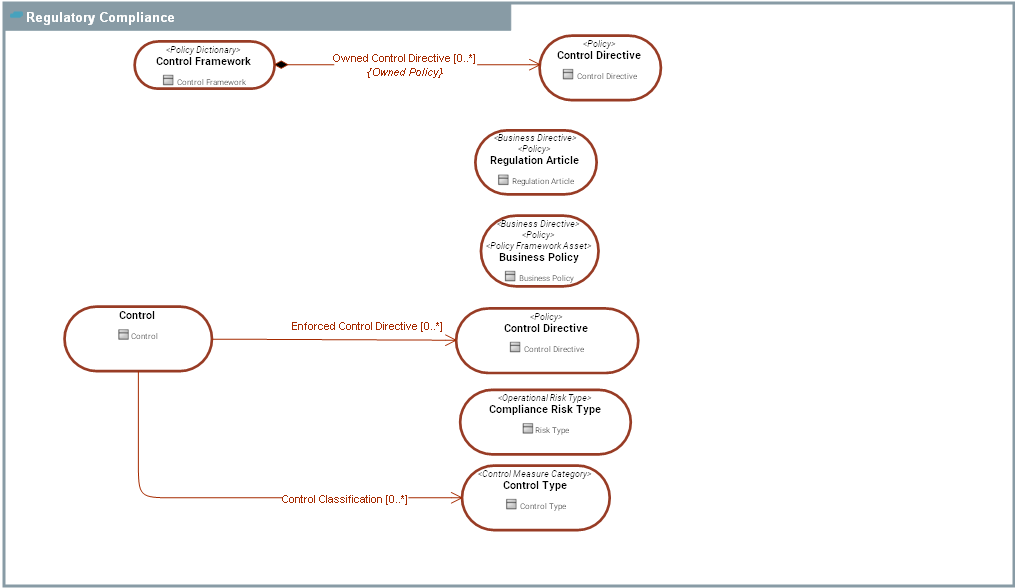 Regulatory Compliance
<Policy Dictionary>
Control Framework
Control Framework
Owned Control Directive [0..*]
{'Owned Policy}
<Policy>
Control Directive
Control Directive
<Business Directive>
<Policy>
Regulation Article
Regulation Article
<Business Directive>
<Policy>
<Policy Framework Asset>
Business Policy
Business Policy
Control
Control
Enforced Control Directive [0..*]
<Policy>
Control Directive
Control Directive
<Operational Risk Type>
Compliance Risk Type
Risk Type
Control Classification [0..*]
<Control Measure Category>
Control Type
Control Type